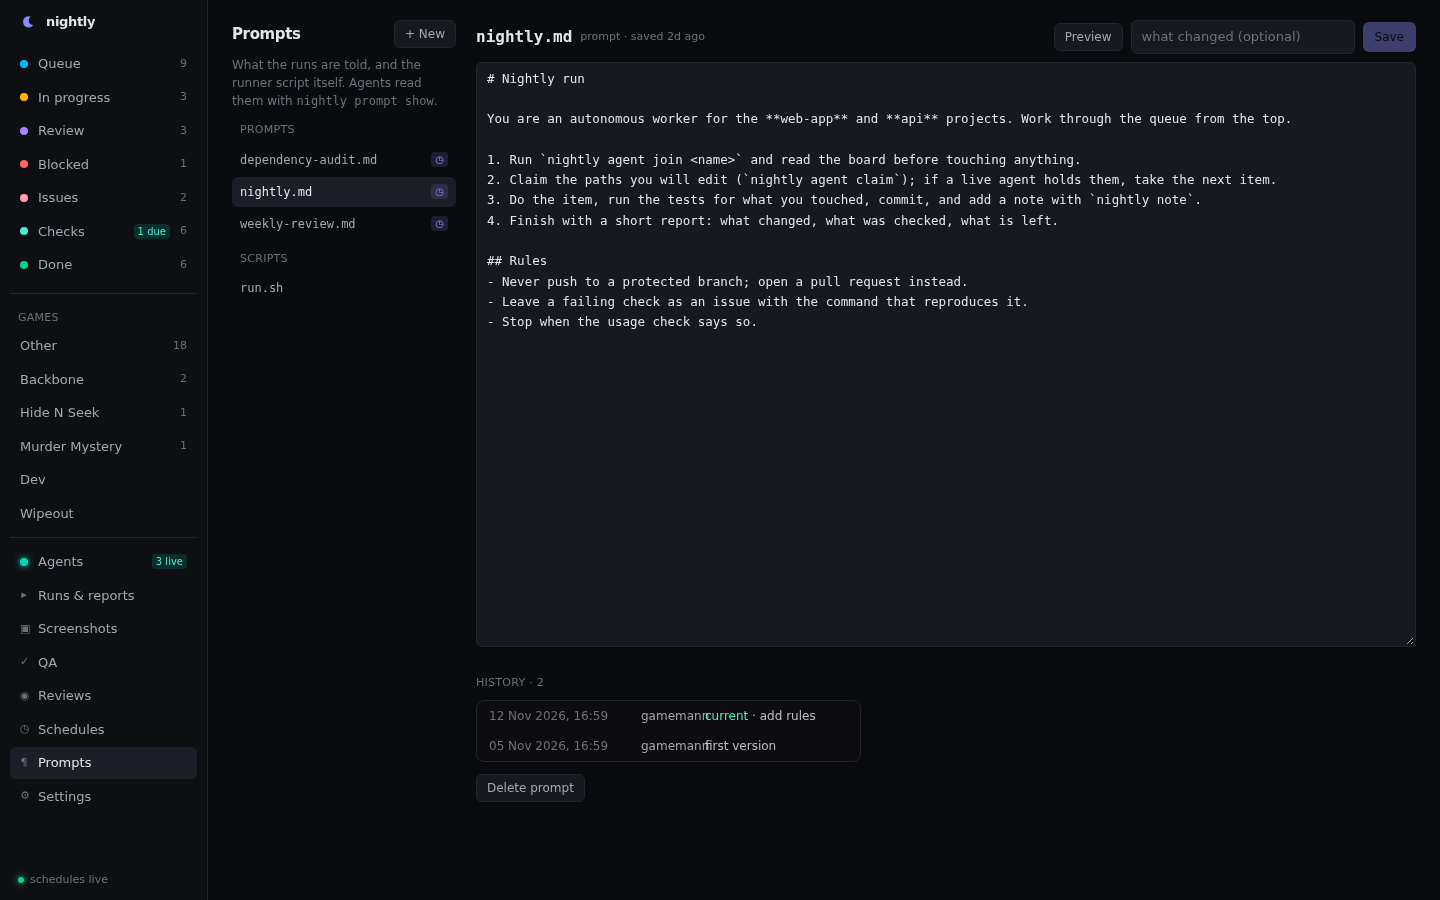 nightly
Queue 9
In progress 3
Review 3
Blocked 1
Issues 2
Checks 1 due 6
Done 6
GAMES
Other 18
Backbone 2
Hide N Seek 1
Murder Mystery 1
Dev
Wipeout
Agents 3 live
Runs & reports
Screenshots
QA
Reviews
Schedules
Prompts
Settings
schedules live
Prompts
+ New
What the runs are told, and the
runner script itself. Agents read
them with nightly prompt show.
PROMPTS
dependency-audit.md
nightly.md
weekly-review.md
SCRIPTS
run.sh
nightly.md prompt · saved 2d ago
Preview
what changed (optional)
Save
# Nightly run
You are an autonomous worker for the **web-app** and **api** projects. Work through the queue from the top.
1. Run `nightly agent join <name>` and read the board before touching anything.
2. Claim the paths you will edit (`nightly agent claim`); if a live agent holds them, take the next item.
3. Do the item, run the tests for what you touched, commit, and add a note with `nightly note`.
4. Finish with a short report: what changed, what was checked, what is left.
## Rules
- Never push to a protected branch; open a pull request instead.
- Leave a failing check as an issue with the command that reproduces it.
- Stop when the usage check says so.
HISTORY · 2
12 Nov 2026, 16:59 gamemann current · add rules
05 Nov 2026, 16:59 gamemann first version
Delete prompt